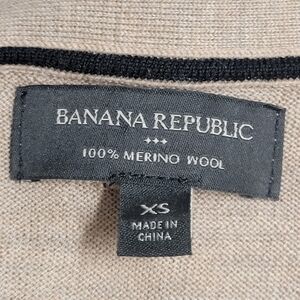 BANANA REPUBLIC
100% MERINO WOOL
XS
MADE IN
CHINA